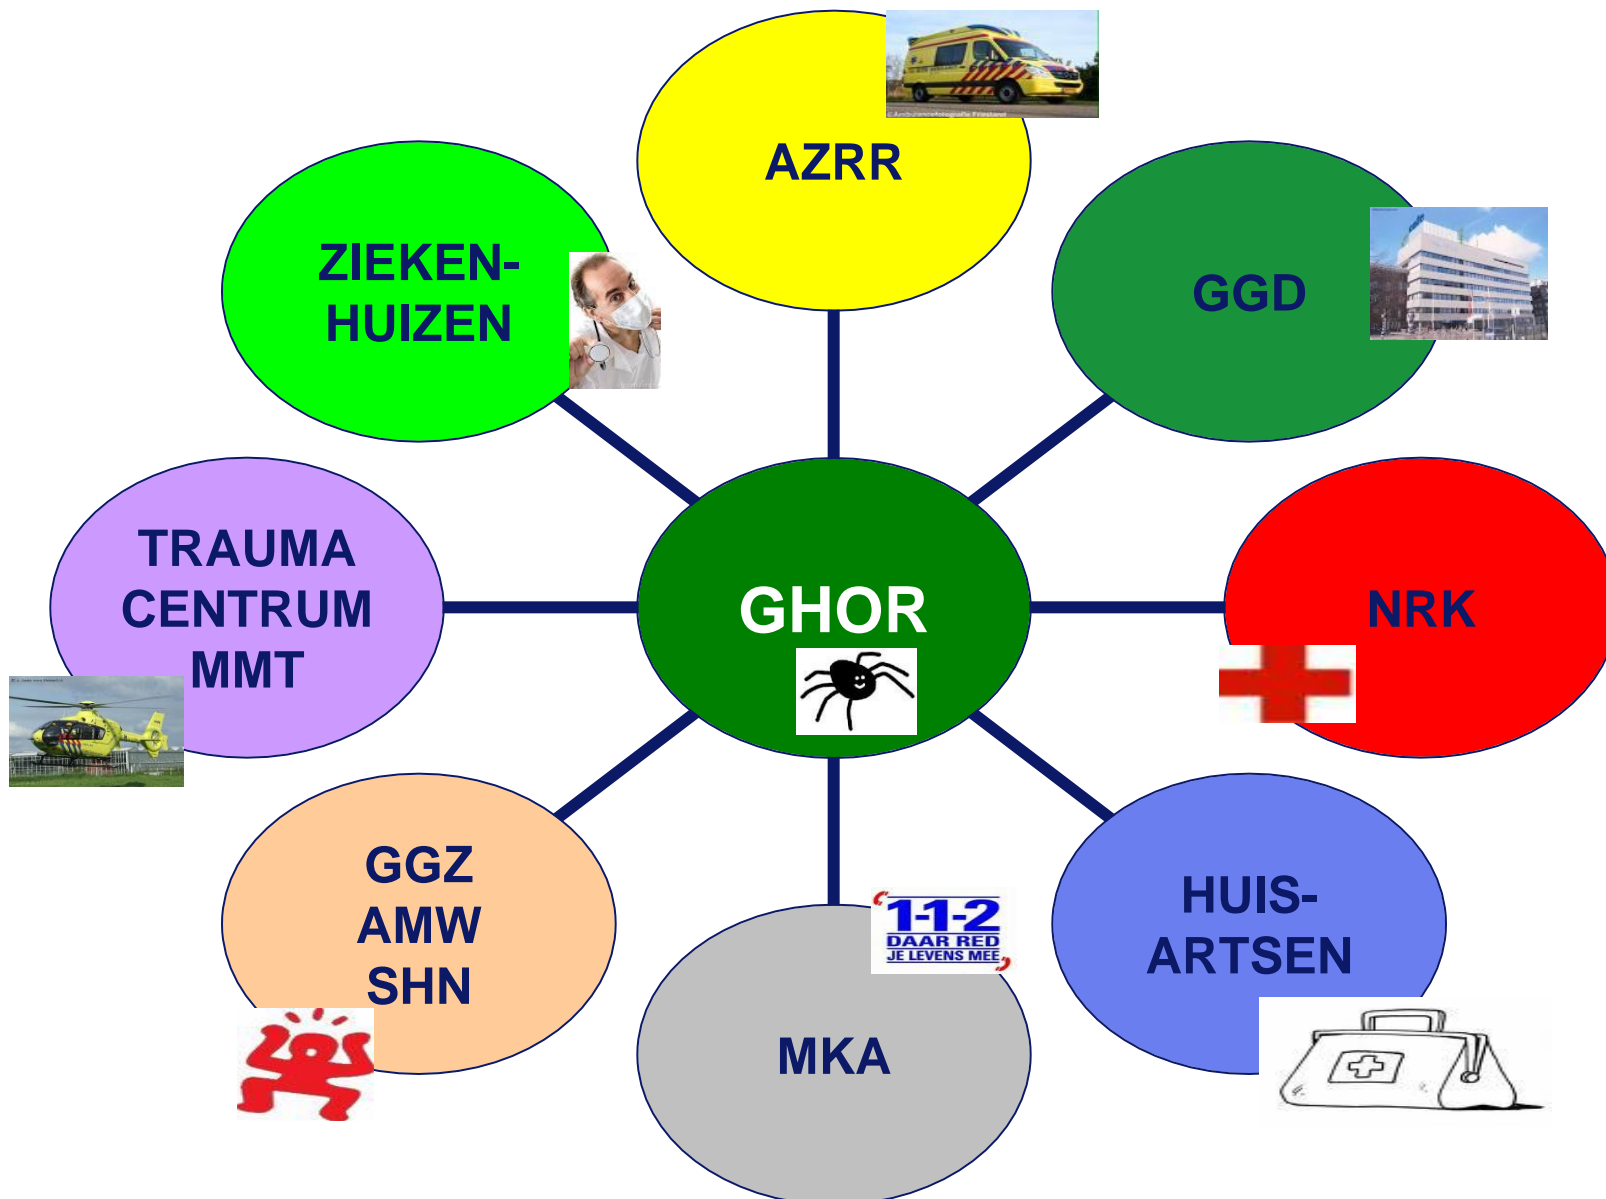 AZRR
ZIEKEN-
HUIZEN
GGD
TRAUMA
CENTRUM
MMT
GHOR
NRK
GGZ
AMW
SHN
1-1-2
DAAR RED
JE LEVENS MEE
MKA
HUIS-
ARTSEN